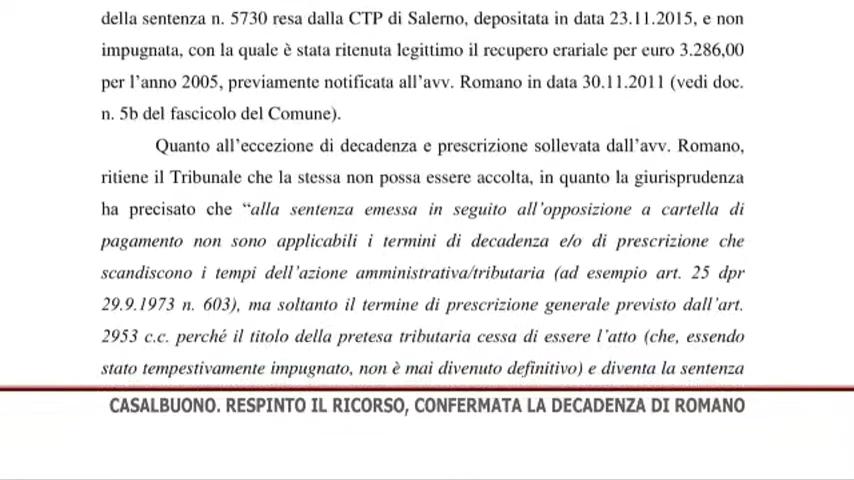 della sentenza n. 5730 resa dalla CTP di Salerno, depositata in data 23.11.2015, e non
impugnata, con la quale è stata ritenuta legittimo il recupero erariale per euro 3.286,00
per l'anno 2005, previamente notificata all'avv. Romano in data 30.11.2011 (vedi doc.
n. 5b del fascicolo del Comune).
Quanto all'eccezione di decadenza e prescrizione sollevata dall'avv. Romano,
ritiene il Tribunale che la stessa non possa essere accolta, in quanto la giurisprudenza
ha precisato che “alla sentenza emessa in seguito all'opposizione a cartella di
pagamento non sono applicabili i termini di decadenza e/o di prescrizione che
scandiscono i tempi dell'azione amministrativa/tributaria (ad esempio art. 25 dpr
29.9.1973 n. 603), ma soltanto il termine di prescrizione generale previsto dall'art.
2953 c.c. perché il titolo della pretesa tributaria cessa di essere l'atto (che, essendo
stato tempestivamente impugnato, non è mai divenuto definitivo) e diventa la sentenza
CASALBUONO. RESPINTO IL RICORSO, CONFERMATA LA DECADENZA DI ROMANO